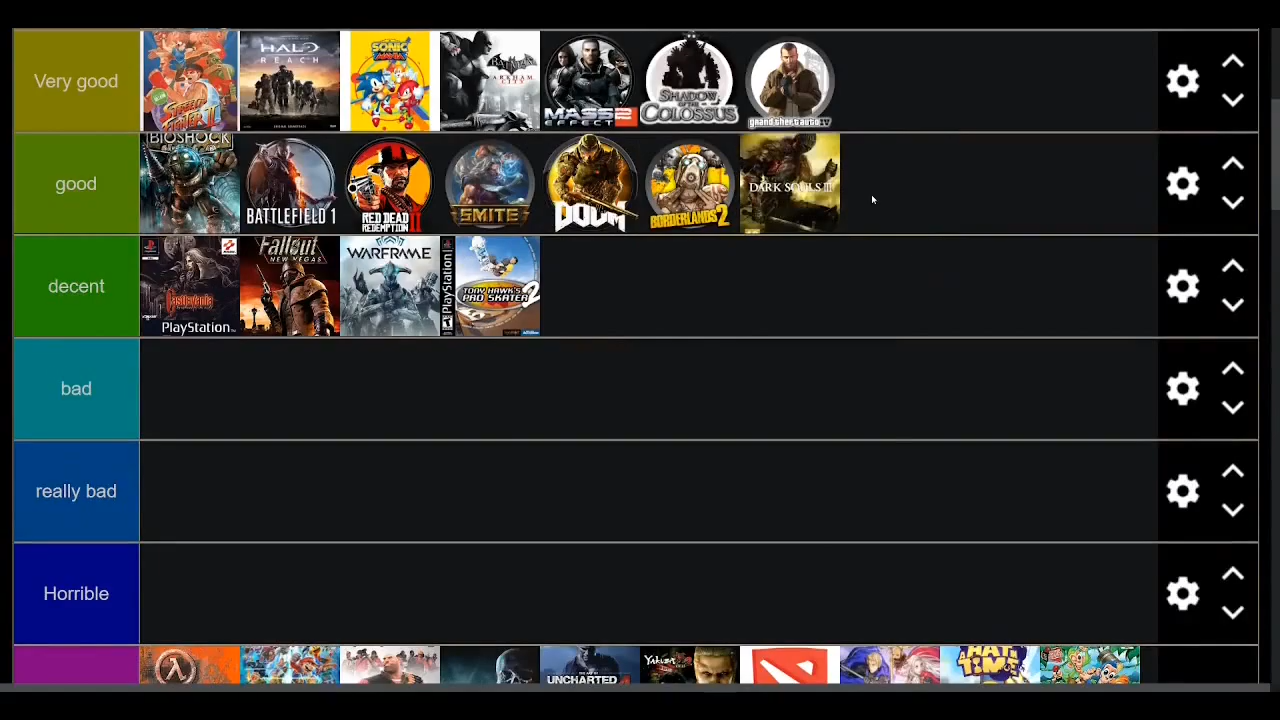 Very good
STREET FIGHTER II
HALO
REACH
SONIC
MANIA
BATMAN
ARKHAM
CITY
MASS
EFFECT 2
SHADOW
OF THE
COLOSSUS
grand theft auto IV
good
BIOSHOCK
BATTLEFIELD 1
RED DEAD
REDEMPTION II
SMITE
DOOM
BORDERLANDS 2
DARK SOULS III
decent
Castlevania
PlayStation
KONAMI
Fallout
NEW VEGAS
WARFRAME
PlayStation
TONY HAWK'S
PRO SKATER 2
bad
really bad
Horrible
UNCHARTED
Yakuza
HAT
TIME